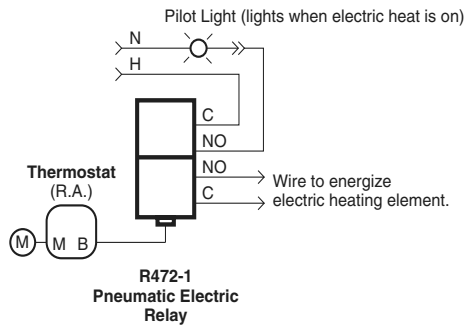 Pilot Light (lights when electric heat is on)
N
H
C
NO
NO
C
Wire to energize
electric heating element.
Thermostat
(R.A.)
M
M B
R472-1
Pneumatic Electric
Relay